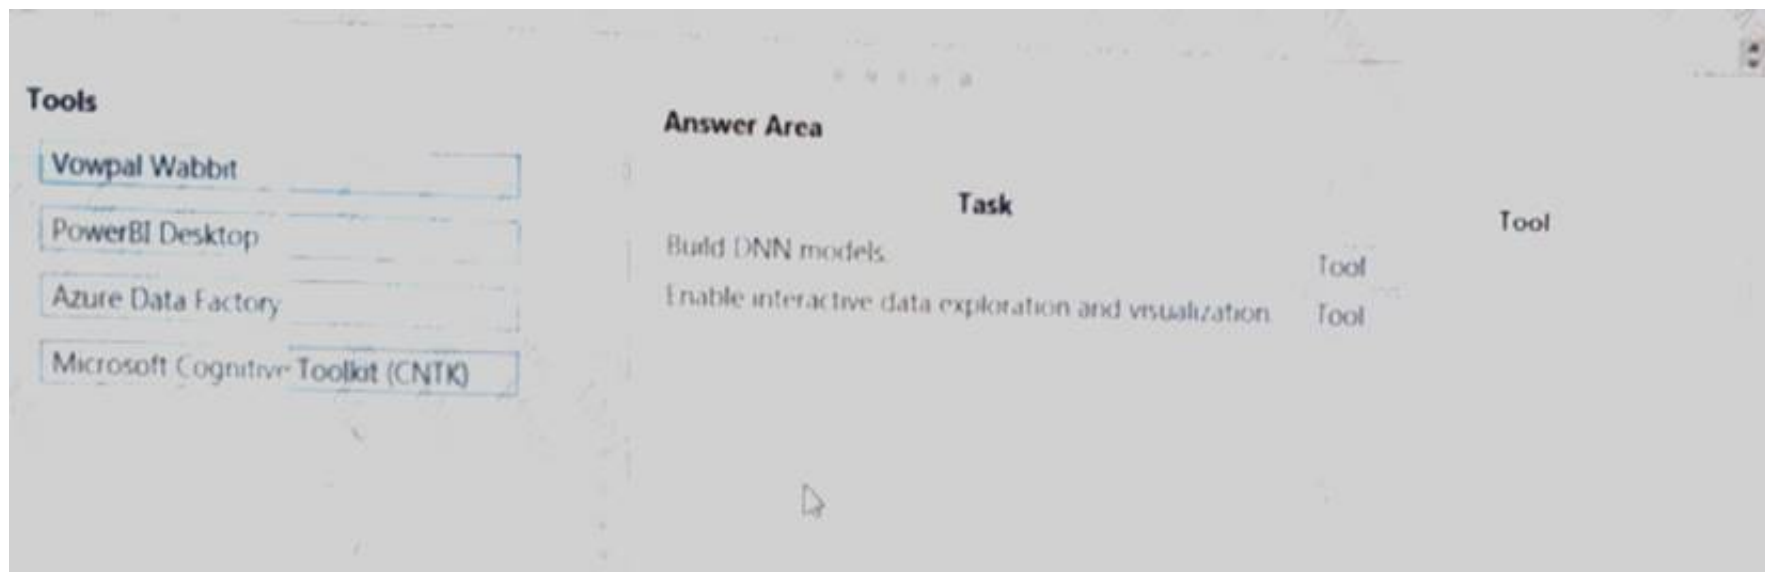 Tools
Vowpal Wabbit
PowerBI Desktop
Azure Data Factory
Microsoft Cognitive Toolkit (CNTK)
Answer Area
Task
Tool
Build DNN models.
Tool
Enable interactive data exploration and visualization.
Tool